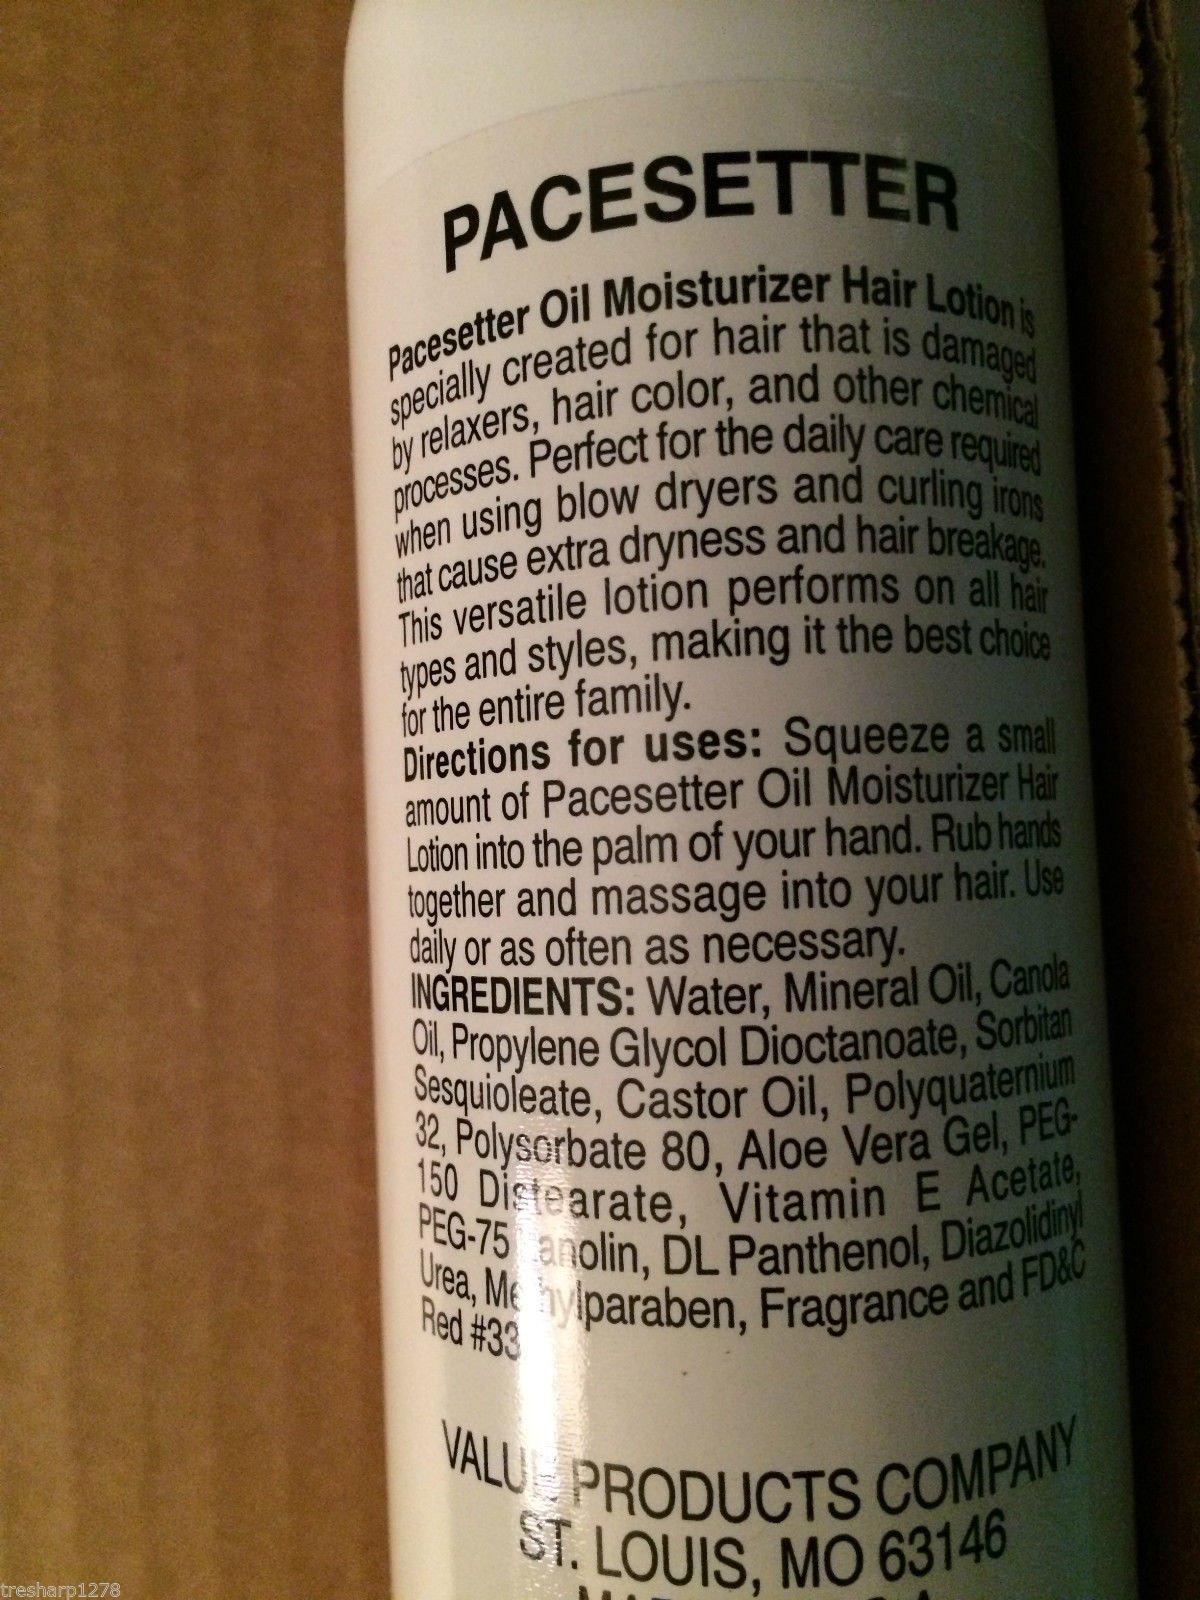 PACESETTER
Pacesetter Oil Moisturizer Hair Lotion is
specially created for hair that is damaged
by relaxers, hair color, and other chemical
processes. Perfect for the daily care required
when using blow dryers and curling irons
that cause extra dryness and hair breakage.
This versatile lotion performs on all hair
types and styles, making it the best choice
for the entire family.
Directions for uses: Squeeze a small
amount of Pacesetter Oil Moisturizer Hair
Lotion into the palm of your hand. Rub hands
together and massage into your hair. Use
daily or as often as necessary.
INGREDIENTS: Water, Mineral Oil, Canola
Oil, Propylene Glycol Dioctanoate, Sorbitan
Sesquioleate, Castor Oil, Polyquaternium
32, Polysorbate 80, Aloe Vera Gel, PEG-
150 Distearate, Vitamin E Acetate,
PEG-75 Lanolin, DL Panthenol, Diazolidinyl
Urea, Methylparaben, Fragrance and FD&C
Red #33
VALUE PRODUCTS COMPANY
ST. LOUIS, MO 63146
tresharp1278